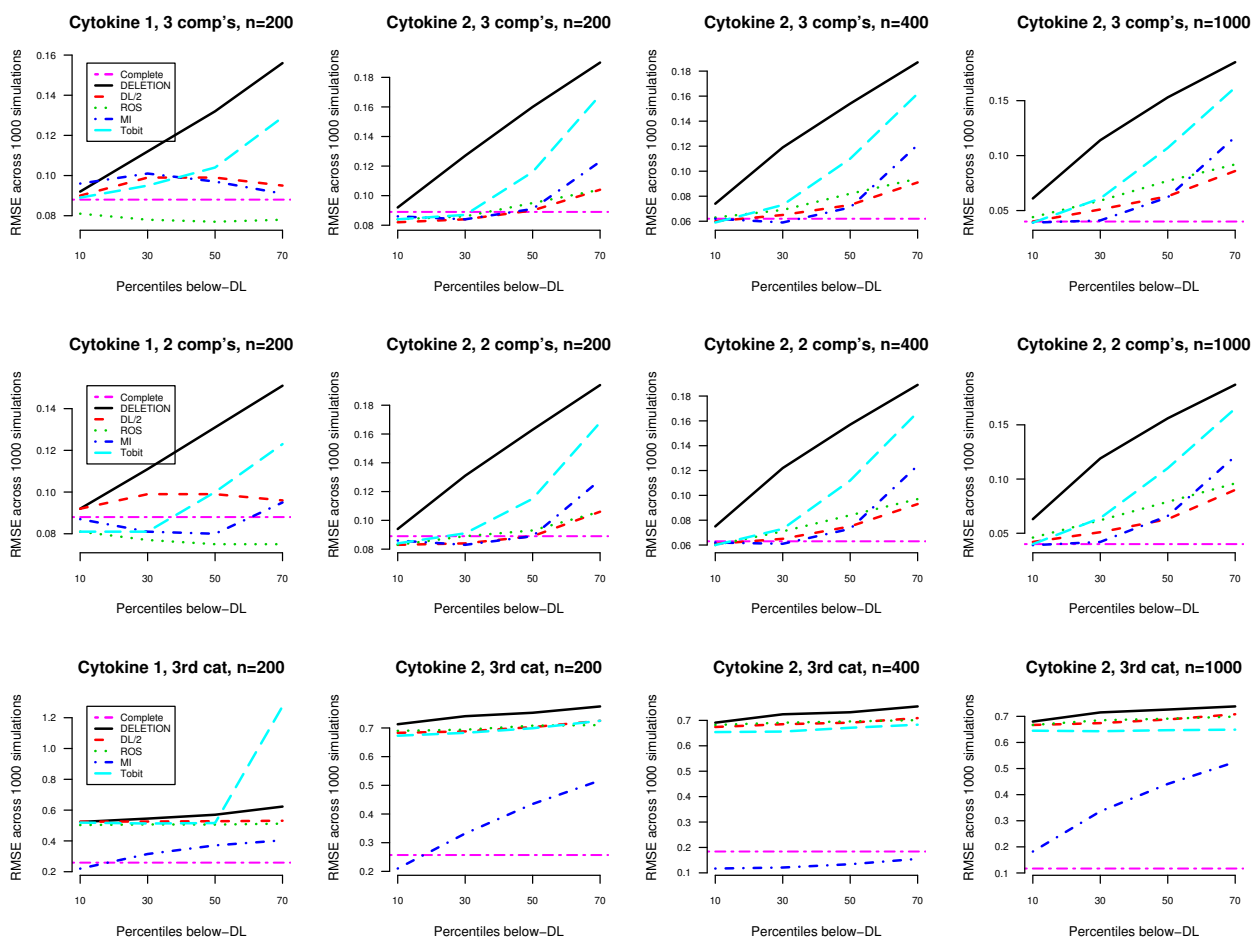 Cytokine 1, 3 comp's, n=200
RMSE across 1000 simulations
0.16
0.14
0.12
0.10
0.08
Complete
DELETION
DL/2
ROS
MI
Tobit
10 30 50 70
Percentiles below−DL
Cytokine 2, 3 comp's, n=200
RMSE across 1000 simulations
0.18
0.16
0.14
0.12
0.10
0.08
10 30 50 70
Percentiles below−DL
Cytokine 2, 3 comp's, n=400
RMSE across 1000 simulations
0.18
0.16
0.14
0.12
0.10
0.08
0.06
10 30 50 70
Percentiles below−DL
Cytokine 2, 3 comp's, n=1000
RMSE across 1000 simulations
0.15
0.10
0.05
10 30 50 70
Percentiles below−DL
Cytokine 1, 2 comp's, n=200
RMSE across 1000 simulations
0.14
0.12
0.10
0.08
Complete
DELETION
DL/2
ROS
MI
Tobit
10 30 50 70
Percentiles below−DL
Cytokine 2, 2 comp's, n=200
RMSE across 1000 simulations
0.18
0.16
0.14
0.12
0.10
0.08
10 30 50 70
Percentiles below−DL
Cytokine 2, 2 comp's, n=400
RMSE across 1000 simulations
0.18
0.16
0.14
0.12
0.10
0.08
0.06
10 30 50 70
Percentiles below−DL
Cytokine 2, 2 comp's, n=1000
RMSE across 1000 simulations
0.15
0.10
0.05
10 30 50 70
Percentiles below−DL
Cytokine 1, 3rd cat, n=200
RMSE across 1000 simulations
1.2
1.0
0.8
0.6
0.4
0.2
Complete
DELETION
DL/2
ROS
MI
Tobit
10 30 50 70
Percentiles below−DL
Cytokine 2, 3rd cat, n=200
RMSE across 1000 simulations
0.7
0.6
0.5
0.4
0.3
0.2
10 30 50 70
Percentiles below−DL
Cytokine 2, 3rd cat, n=400
RMSE across 1000 simulations
0.7
0.6
0.5
0.4
0.3
0.2
0.1
10 30 50 70
Percentiles below−DL
Cytokine 2, 3rd cat, n=1000
RMSE across 1000 simulations
0.7
0.6
0.5
0.4
0.3
0.2
0.1
10 30 50 70
Percentiles below−DL